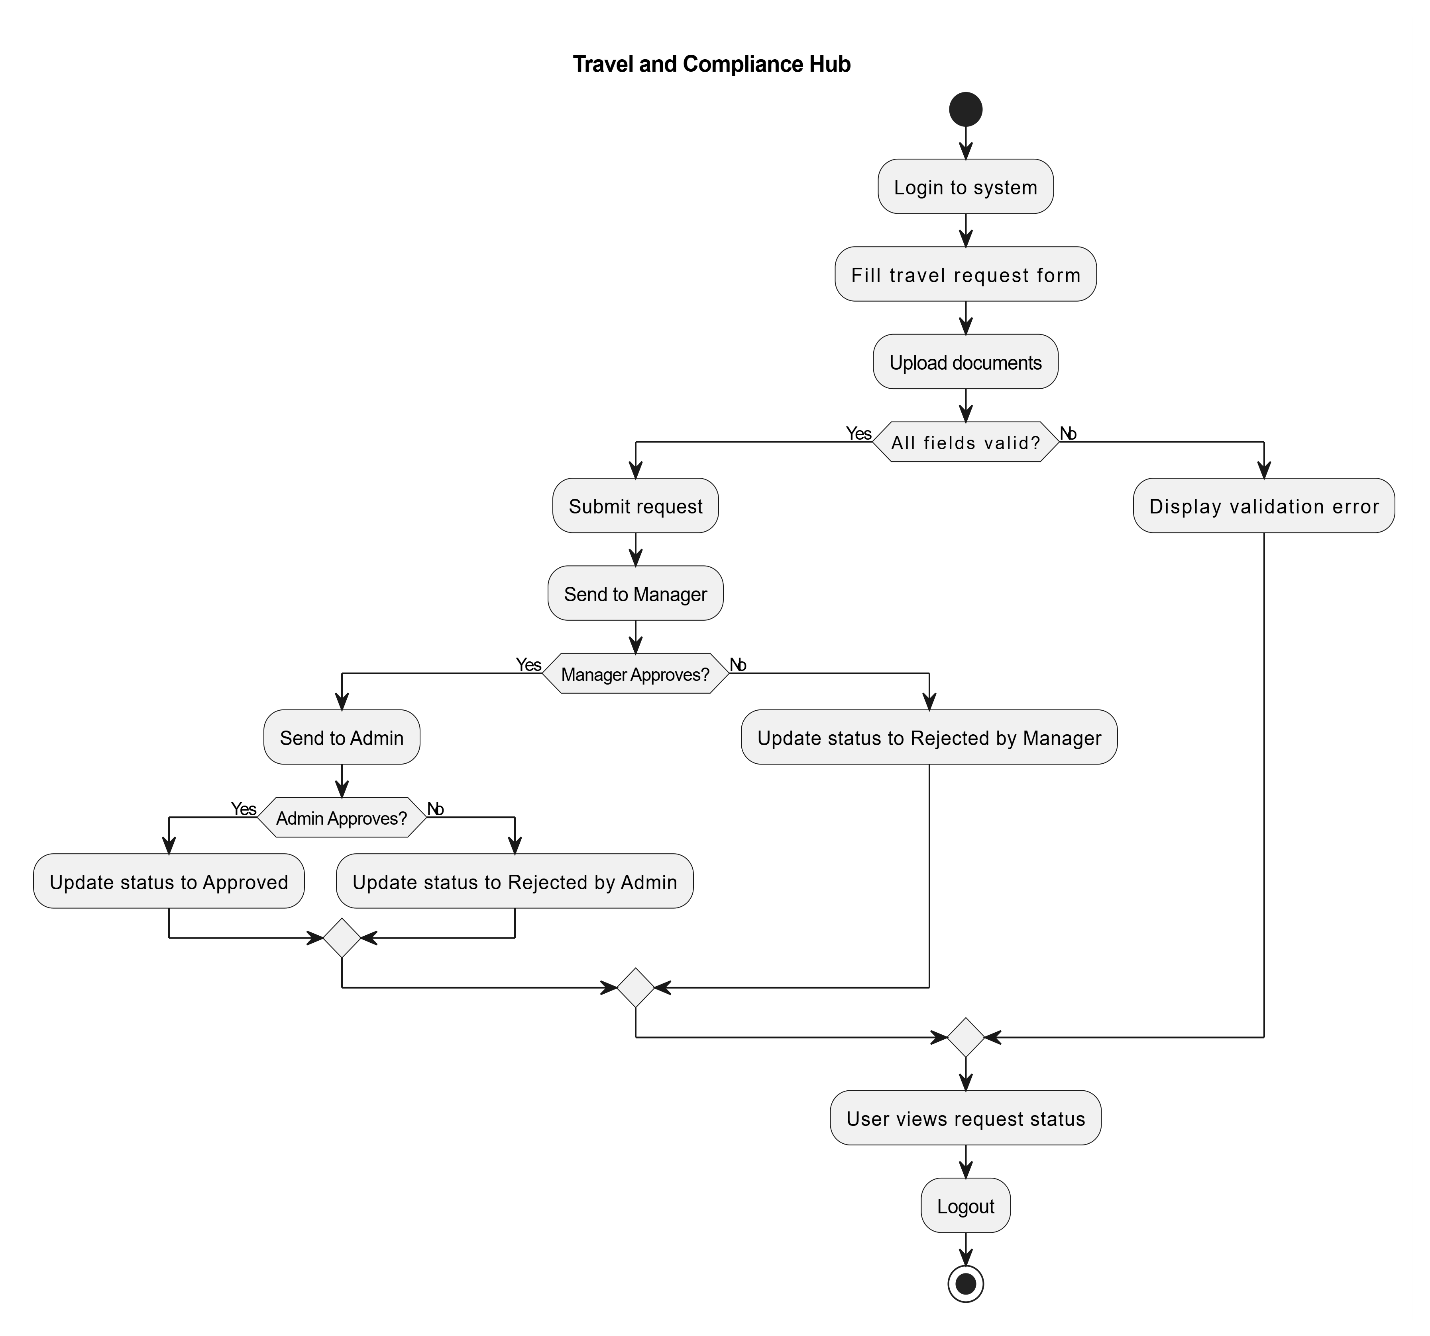 Travel and Compliance Hub
Login to system
Fill travel request form
Upload documents
Yes
All fields valid?
No
Submit request
Display validation error
Send to Manager
Yes
Manager Approves?
No
Send to Admin
Update status to Rejected by Manager
Yes
Admin Approves?
No
Update status to Approved
Update status to Rejected by Admin
User views request status
Logout